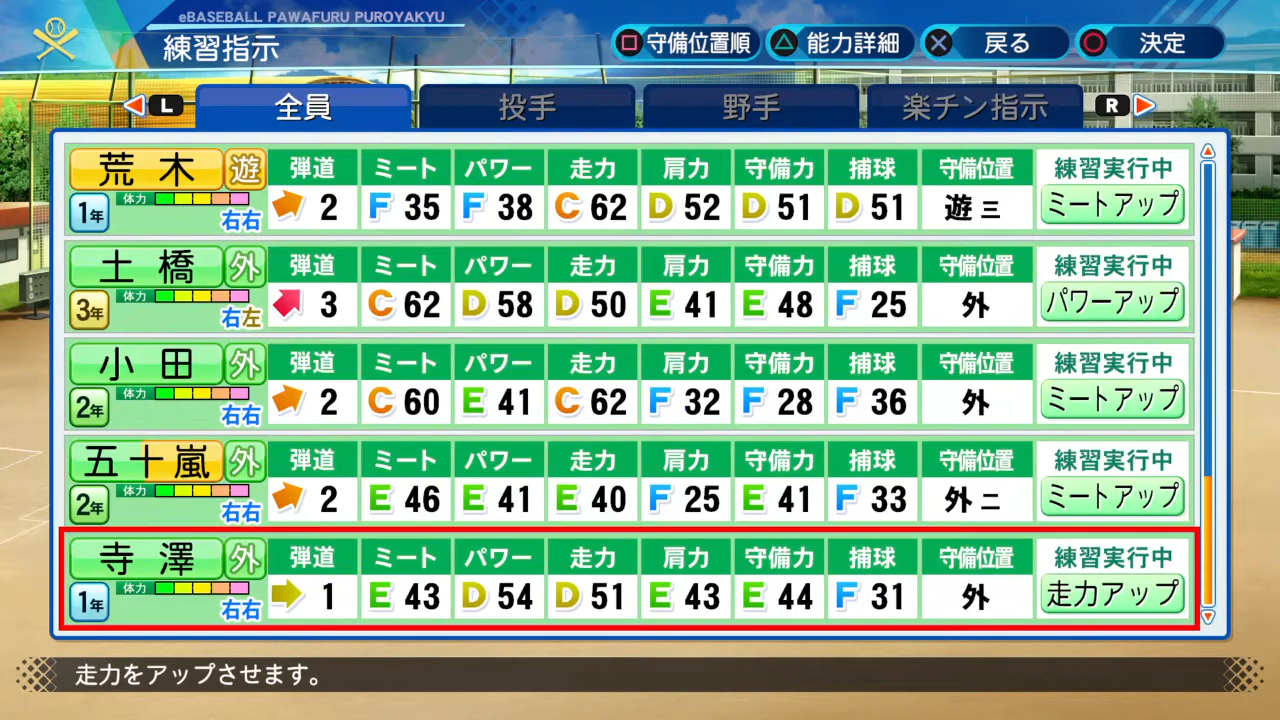 eBASEBALL PAWAFURU PUROYAKYU
練習指示
守備位置順 能力詳細 戻る 決定
L 全員 投手 野手 楽チン指示 R
荒木 遊 弾道 ミート パワー 走力 肩力 守備力 捕球 守備位置 練習実行中
1年 体力 右右 2 F 35 F 38 C 62 D 52 D 51 D 51 遊三 ミートアップ
土橋 外 弾道 ミート パワー 走力 肩力 守備力 捕球 守備位置 練習実行中
3年 体力 右左 3 C 62 D 58 D 50 E 41 E 48 F 25 外 パワーアップ
小田 外 弾道 ミート パワー 走力 肩力 守備力 捕球 守備位置 練習実行中
2年 体力 右右 2 C 60 E 41 C 62 F 32 F 28 F 36 外 ミートアップ
五十嵐 外 弾道 ミート パワー 走力 肩力 守備力 捕球 守備位置 練習実行中
2年 体力 右右 2 E 46 E 41 E 40 F 25 E 41 F 33 外二 ミートアップ
寺澤 外 弾道 ミート パワー 走力 肩力 守備力 捕球 守備位置 練習実行中
1年 体力 右右 1 E 43 D 54 D 51 E 43 E 44 F 31 外 走力アップ
走力をアップさせます。